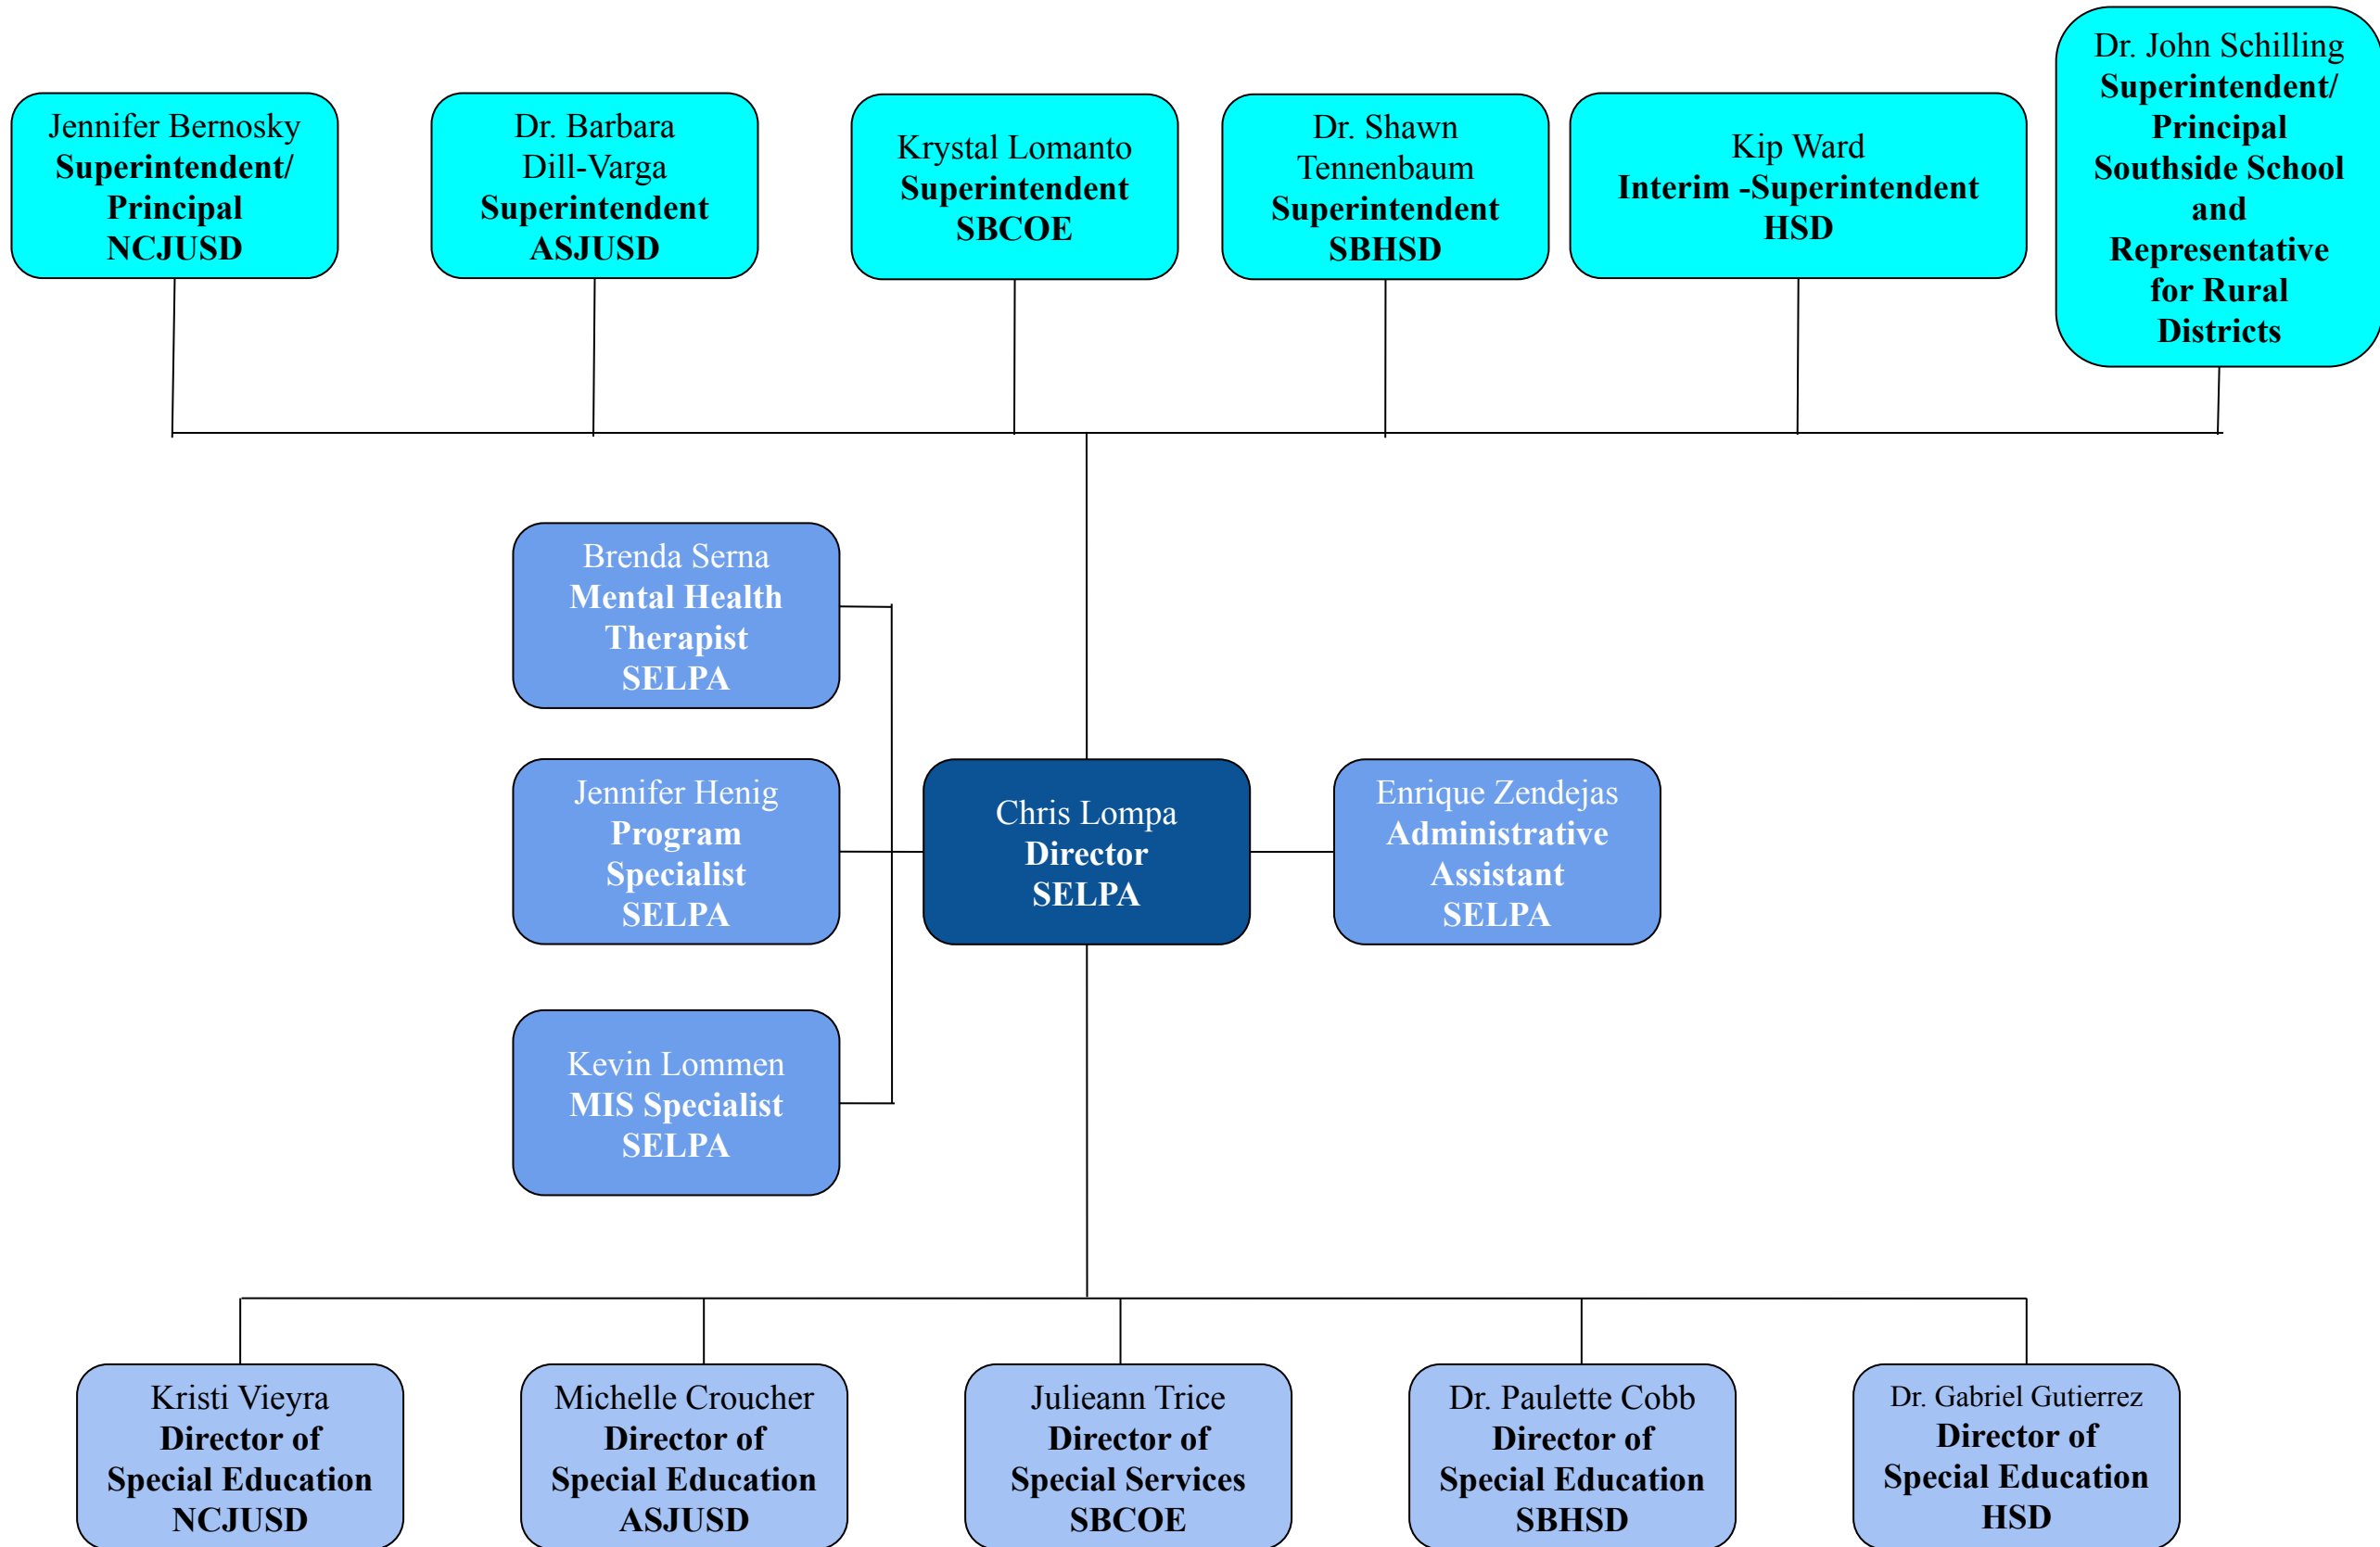 Jennifer Bernosky
Superintendent/
Principal
NCJUSD
Dr. Barbara
Dill-Varga
Superintendent
ASJUSD
Krystal Lomanto
Superintendent
SBCOE
Dr. Shawn
Tennenbaum
Superintendent
SBHSD
Kip Ward
Interim -Superintendent
HSD
Dr. John Schilling
Superintendent/
Principal
Southside School
and
Representative
for Rural
Districts
Brenda Serna
Mental Health
Therapist
SELPA
Jennifer Henig
Program
Specialist
SELPA
Chris Lompa
Director
SELPA
Enrique Zendejas
Administrative
Assistant
SELPA
Kevin Lommen
MIS Specialist
SELPA
Kristi Vieyra
Director of
Special Education
NCJUSD
Michelle Croucher
Director of
Special Education
ASJUSD
Julieann Trice
Director of
Special Services
SBCOE
Dr. Paulette Cobb
Director of
Special Education
SBHSD
Dr. Gabriel Gutierrez
Director of
Special Education
HSD